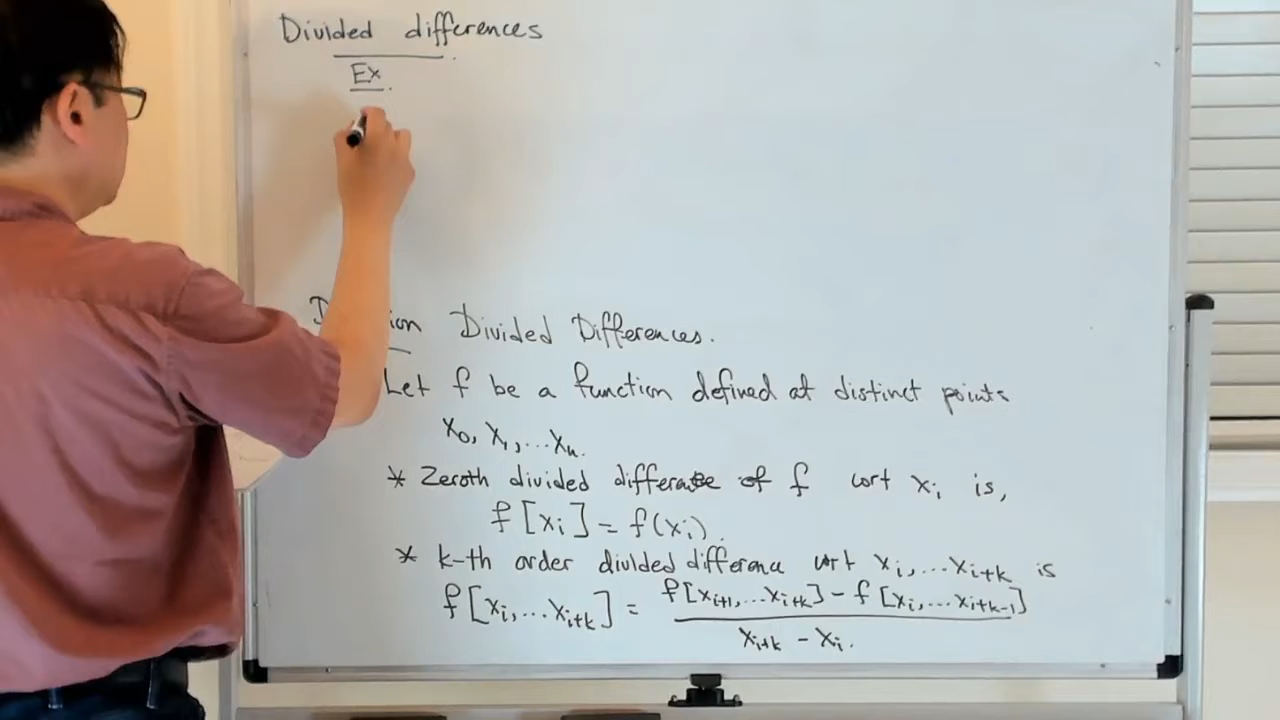 Divided differences
Ex.
Divided Differences.
Let f be a function defined at distinct points
x₀, x₁, ... xₙ.
* Zeroth divided difference of f wrt xᵢ is,
f[xᵢ] = f(xᵢ).
* k-th order divided difference wrt xᵢ, ... xᵢ₊ₖ is
f[xᵢ, ... xᵢ₊ₖ] = f[xᵢ₊₁, ... xᵢ₊ₖ] - f[xᵢ, ... xᵢ₊ₖ₋₁]
xᵢ₊ₖ - xᵢ.